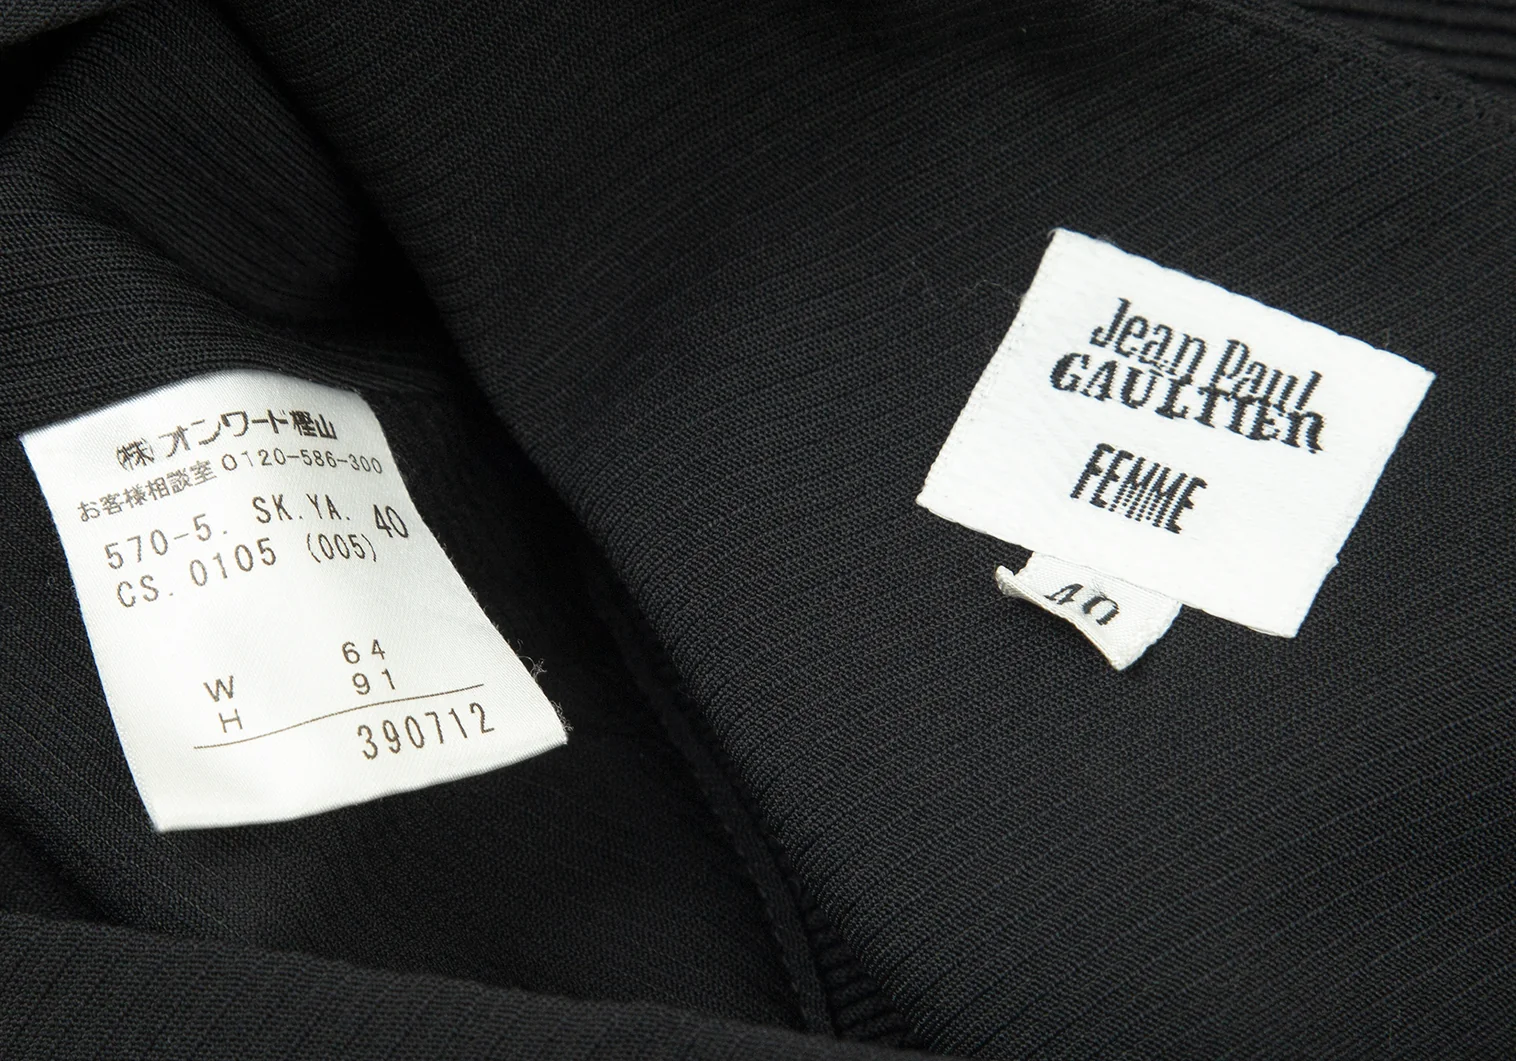 ㈱オンワード樫山
お客様相談室 0120-586-300
570-5. SK.YA. 40
CS. 0105 (005)
W 64
H 91
390712
Jean Paul
GAULTIER
FEMME
40